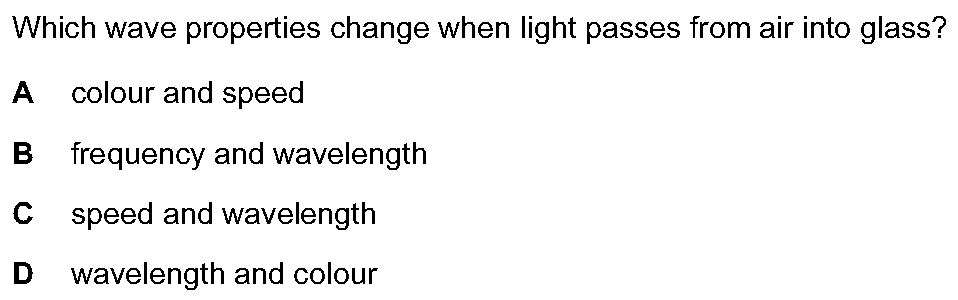 Which wave properties change when light passes from air into glass?
A colour and speed
B frequency and wavelength
C speed and wavelength
D wavelength and colour